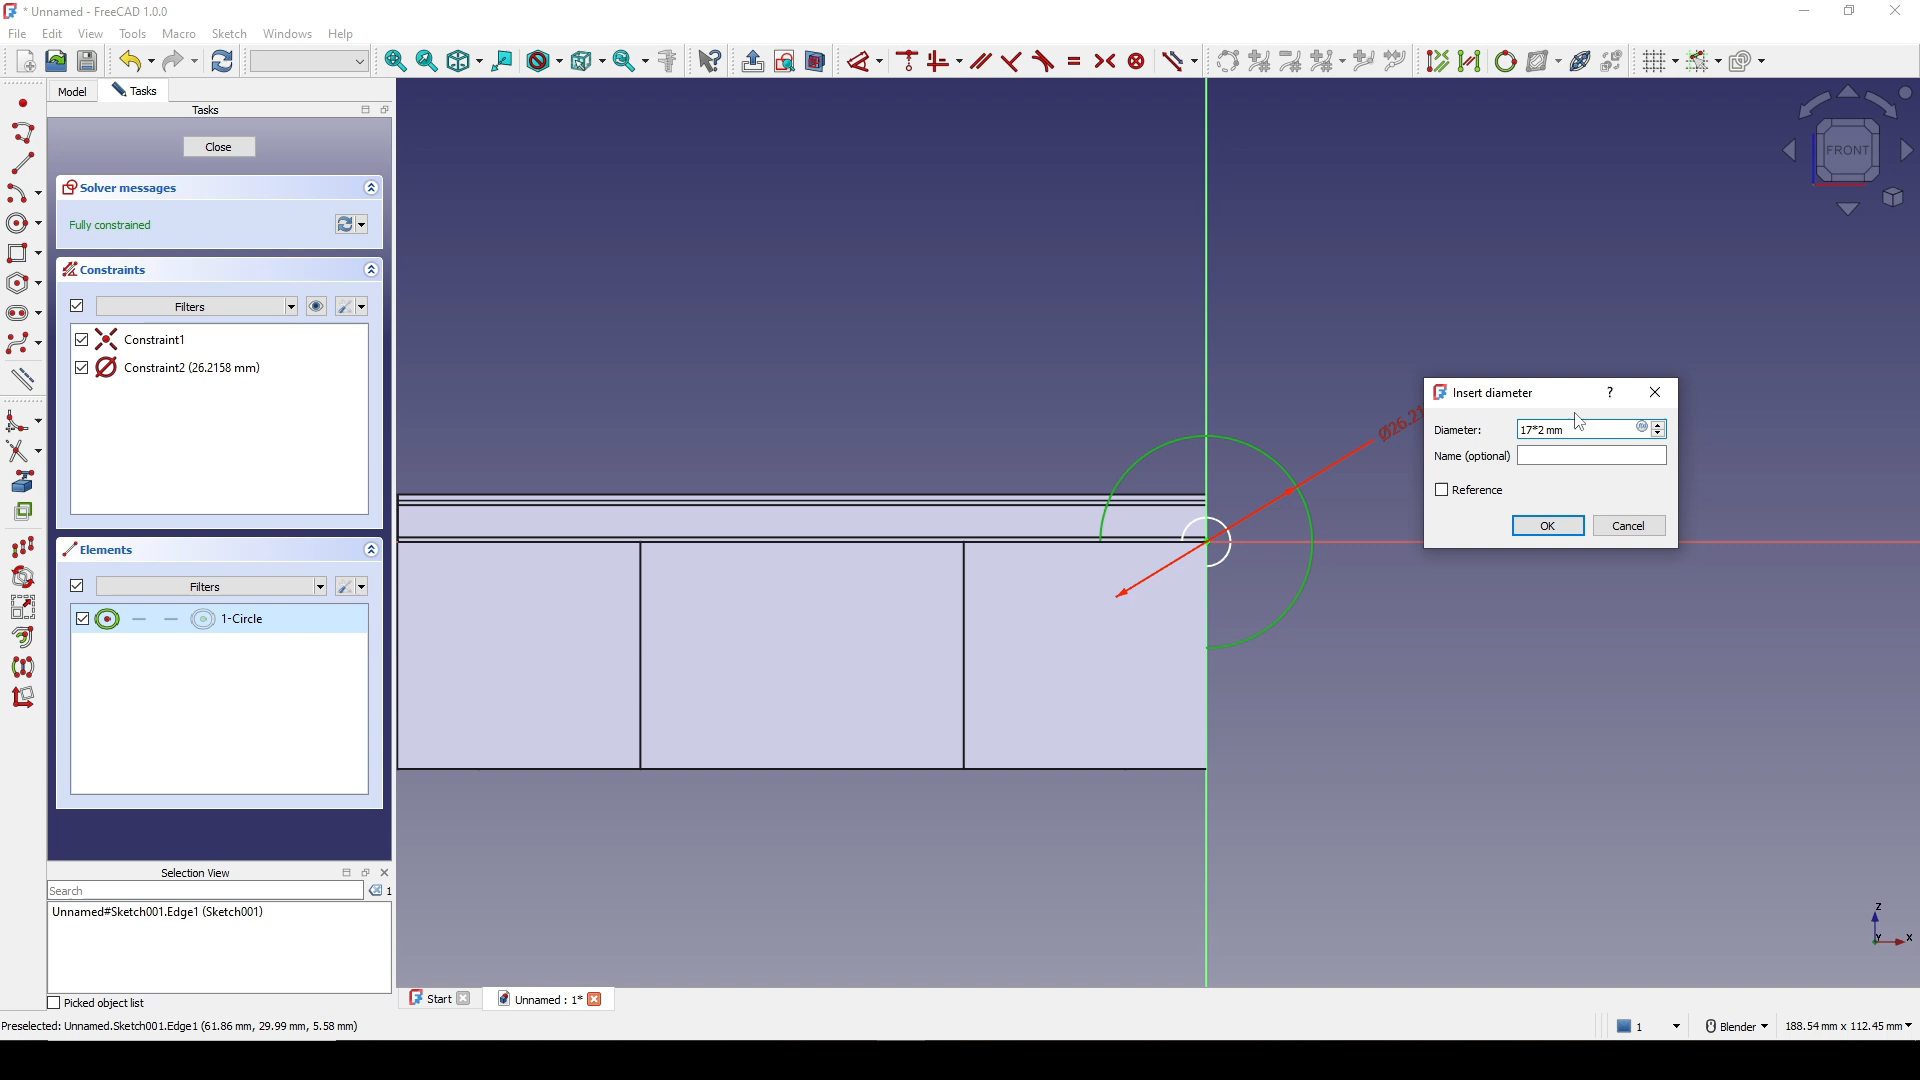 * Unnamed - FreeCAD 1.0.0
File Edit View Tools Macro Sketch Windows Help
Model Tasks
Tasks
Close
Solver messages
Fully constrained
Constraints
Filters
Constraint1
Constraint2 (26.2158 mm)
Elements
Filters
1-Circle
Selection View
Search
1
Unnamed#Sketch001.Edge1 (Sketch001)
Picked object list
FRONT
Insert diameter ?
Diameter: 17*2 mm
Name (optional)
Reference
OK Cancel
Z
Y X
Start Unnamed : 1*
Preselected: Unnamed.Sketch001.Edge1 (61.86 mm, 29.99 mm, 5.58 mm)
1 Blender 188.54 mm x 112.45 mm